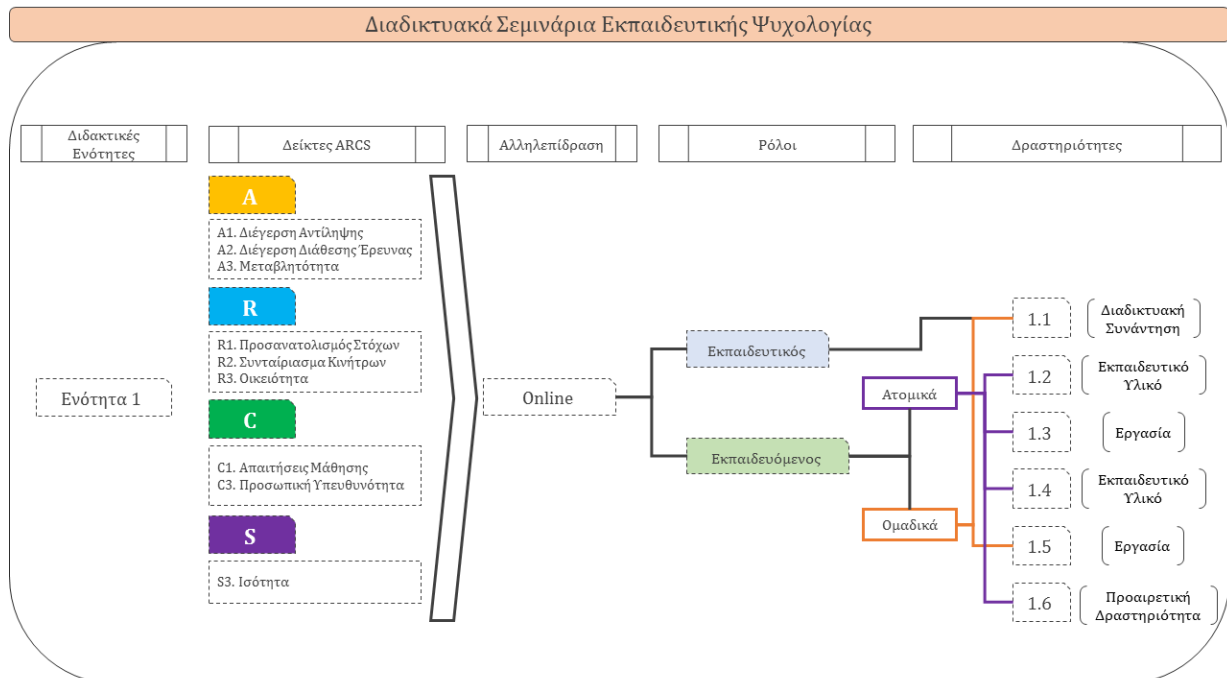 Διαδικτυακά Σεμινάρια Εκπαιδευτικής Ψυχολογίας
Διδακτικές
Ενότητες
Δείκτες ARCS
Αλληλεπίδραση
Ρόλοι
Δραστηριότητες
A
A1. Διέγερση Αντίληψης
A2. Διέγερση Διάθεσης Έρευνας
A3. Μεταβλητότητα
R
R1. Προσανατολισμός Στόχων
R2. Συνταίριασμα Κινήτρων
R3. Οικειότητα
C
C1. Απαιτήσεις Μάθησης
C3. Προσωπική Υπευθυνότητα
S
S3. Ισότητα
Ενότητα 1
Online
Εκπαιδευτικός
Εκπαιδευόμενος
Ατομικά
Ομαδικά
1.1
Διαδικτυακή
Συνάντηση
1.2
Εκπαιδευτικό
Υλικό
1.3
Εργασία
1.4
Εκπαιδευτικό
Υλικό
1.5
Εργασία
1.6
Προαιρετική
Δραστηριότητα